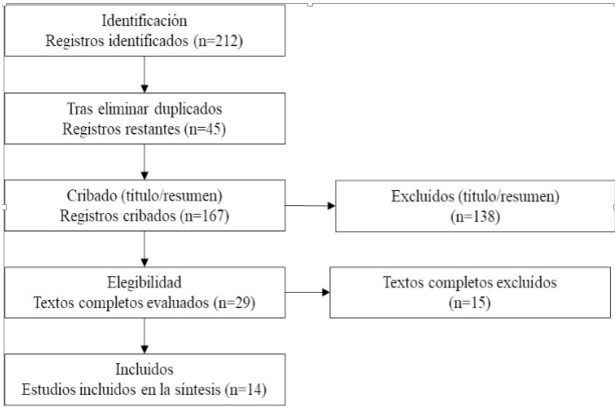 Identificación
Registros identificados (n=212)
Tras eliminar duplicados
Registros restantes (n=45)
Cribado (título/resumen)
Registros cribados (n=167)
Excluidos (título/resumen)
(n=138)
Elegibilidad
Textos completos evaluados (n=29)
Textos completos excluidos
(n=15)
Incluidos
Estudios incluidos en la síntesis (n=14)